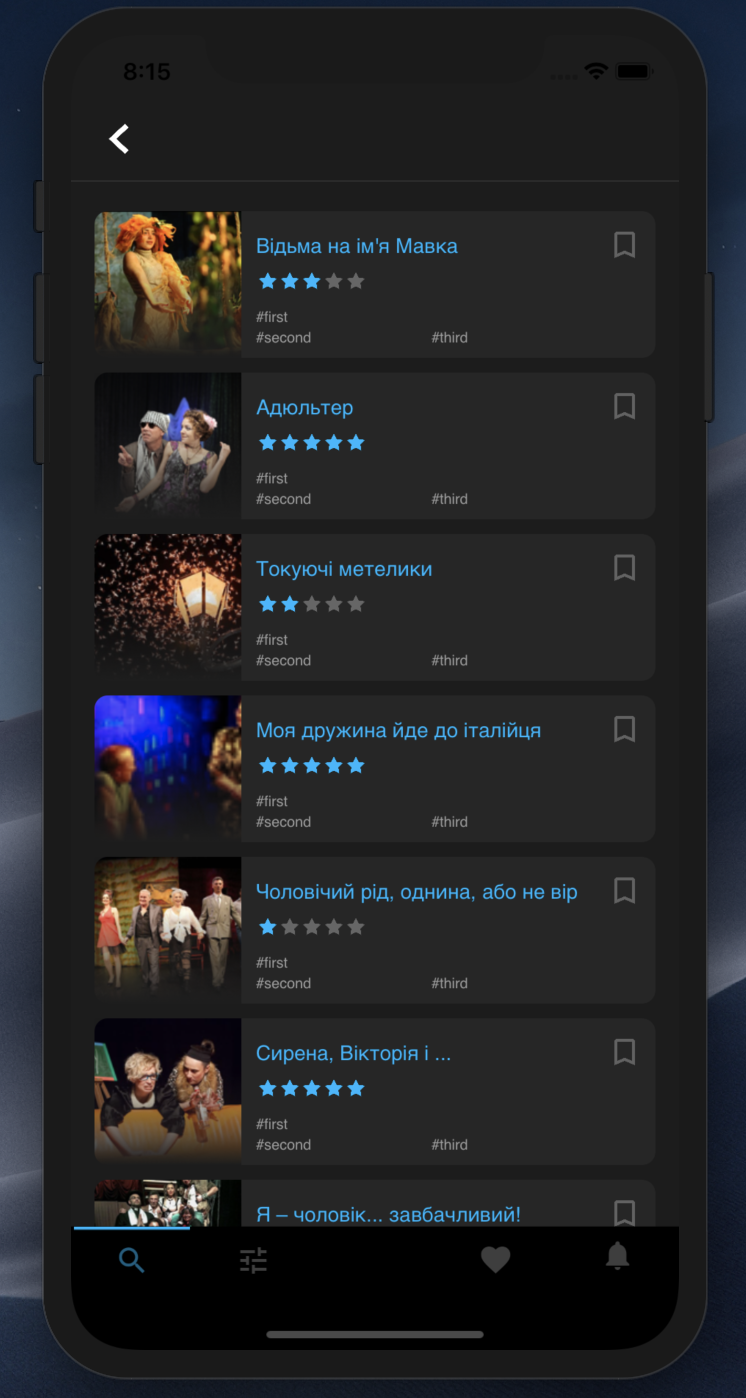 8:15
Відьма на ім'я Мавка
#first
#second #third
Адюльтер
#first
#second #third
Токуючі метелики
#first
#second #third
Моя дружина йде до італійця
#first
#second #third
Чоловічий рід, однина, або не вір
#first
#second #third
Сирена, Вікторія і ...
#first
#second #third
Я – чоловік... завбачливий!